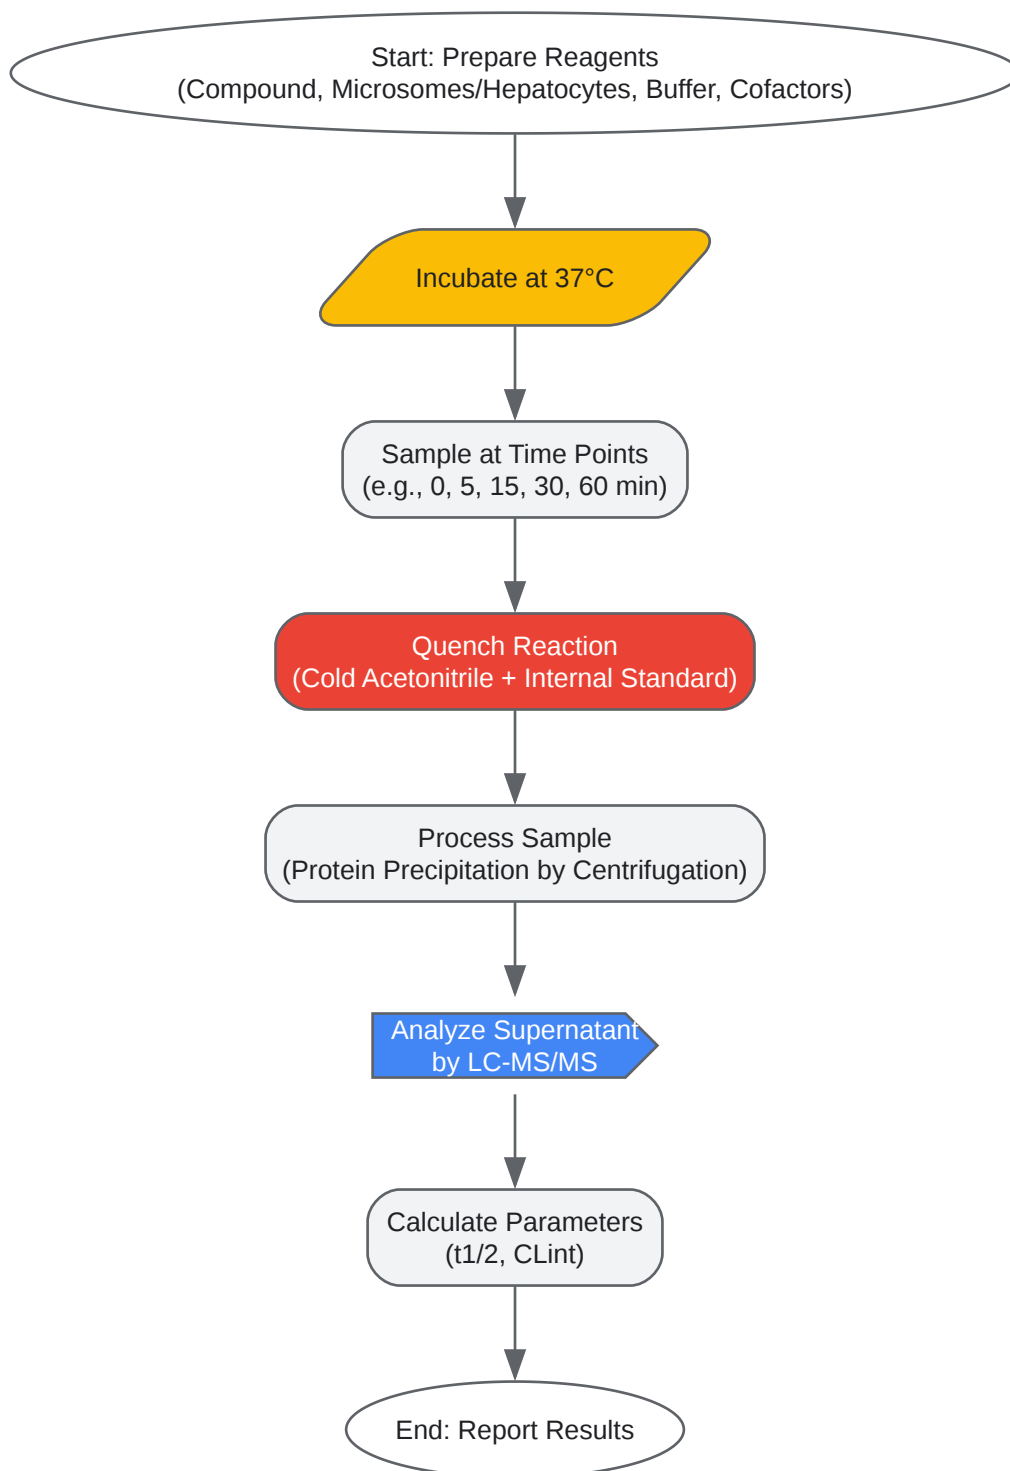 Start: Prepare Reagents
(Compound, Microsomes/Hepatocytes, Buffer, Cofactors)
Incubate at 37°C
Sample at Time Points
(e.g., 0, 5, 15, 30, 60 min)
Quench Reaction
(Cold Acetonitrile + Internal Standard)
Process Sample
(Protein Precipitation by Centrifugation)
Analyze Supernatant
by LC-MS/MS
Calculate Parameters
(t1/2, CLint)
End: Report Results